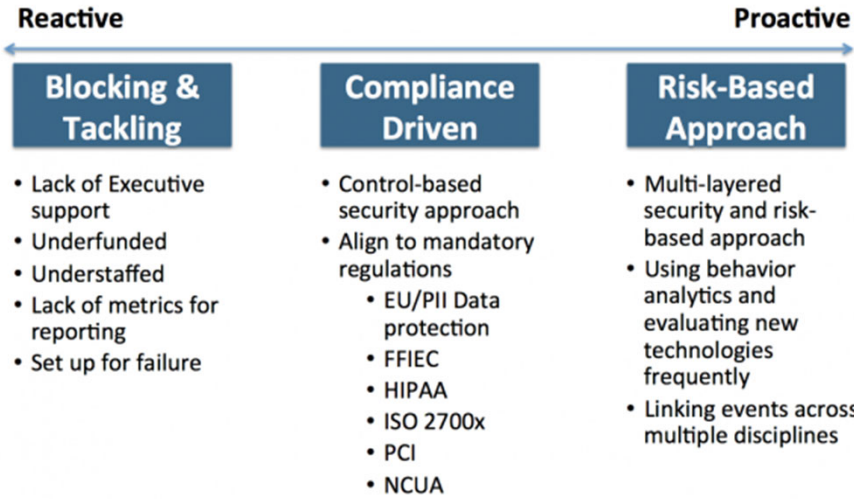 Reactive
Proactive
Blocking &
Tackling
• Lack of Executive
support
• Underfunded
• Understaffed
• Lack of metrics for
reporting
• Set up for failure
Compliance
Driven
• Control-based
security approach
• Align to mandatory
regulations
• EU/PII Data
protection
• FFIEC
• HIPAA
• ISO 2700x
• PCI
• NCUA
Risk-Based
Approach
• Multi-layered
security and risk-
based approach
• Using behavior
analytics and
evaluating new
technologies
frequently
• Linking events across
multiple disciplines